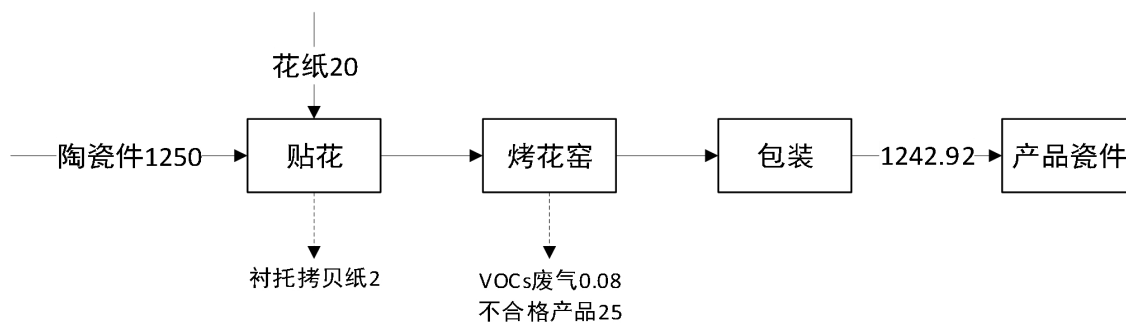 花纸20
陶瓷件1250
贴花
烤花窑
包装
1242.92
产品瓷件
衬托拷贝纸2
VOCs废气0.08
不合格产品25